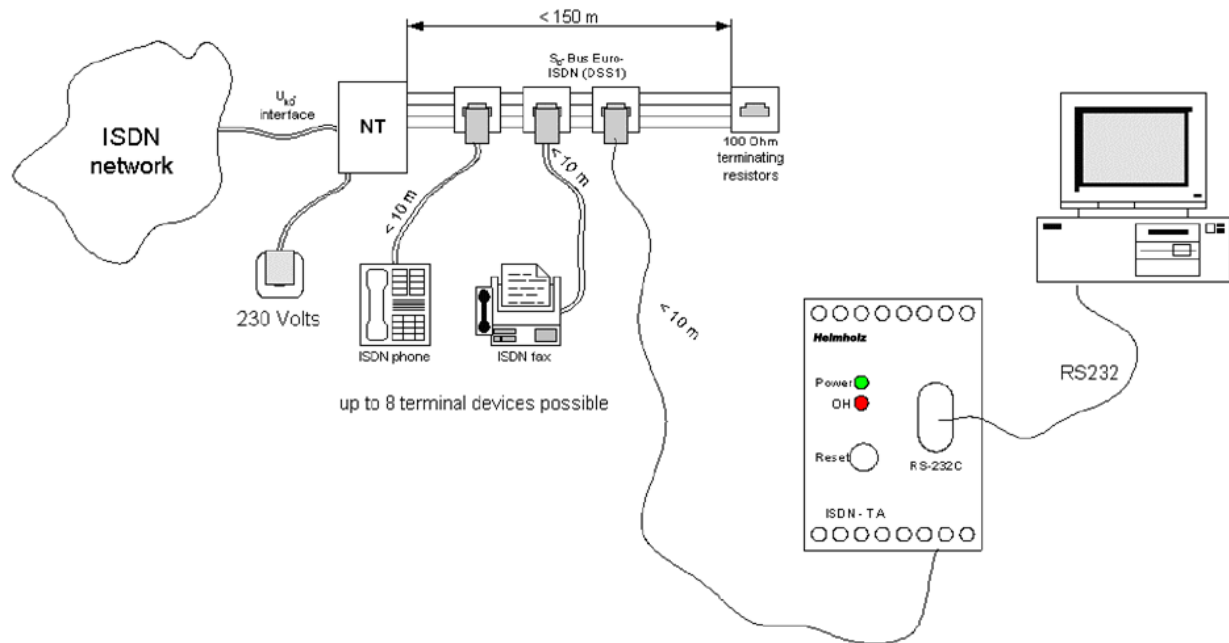 < 150 m
S0- Bus Euro-
ISDN (DSS1)
Uk0-
interface
ISDN
network
NT
100 Ohm
terminating
resistors
< 10 m
< 10 m
< 10 m
230 Volts
ISDN phone
ISDN fax
up to 8 terminal devices possible
Helmholz
Power
OH
Reset
RS-232C
ISDN - TA
RS232